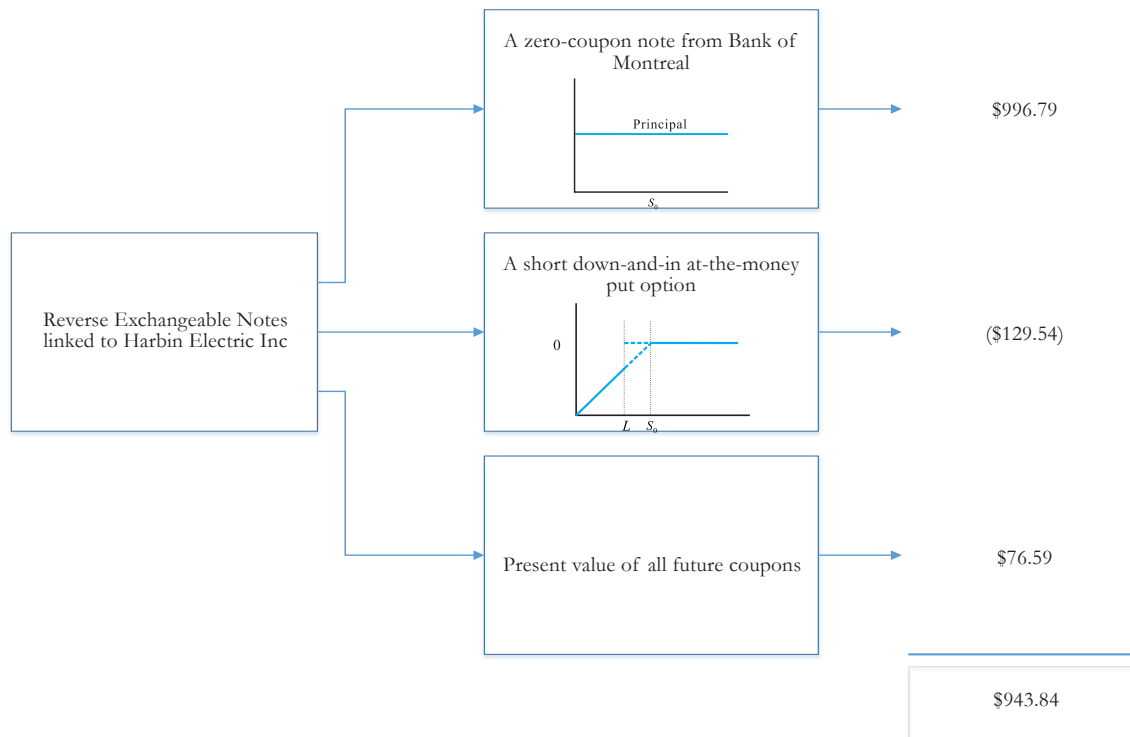 A zero-coupon note from Bank of
Montreal
Principal
S₀
$996.79
Reverse Exchangeable Notes
linked to Harbin Electric Inc
A short down-and-in at-the-money
put option
0
L S₀
($129.54)
Present value of all future coupons
$76.59
$943.84